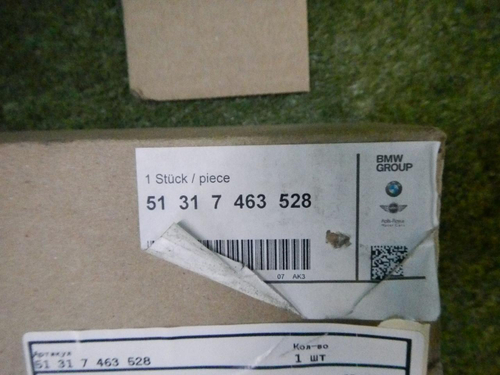 1 Stück / piece
51 31 7 463 528
07 AK3
BMW
GROUP
Артикул
51 31 7 463 528
Кол-во
1 шт